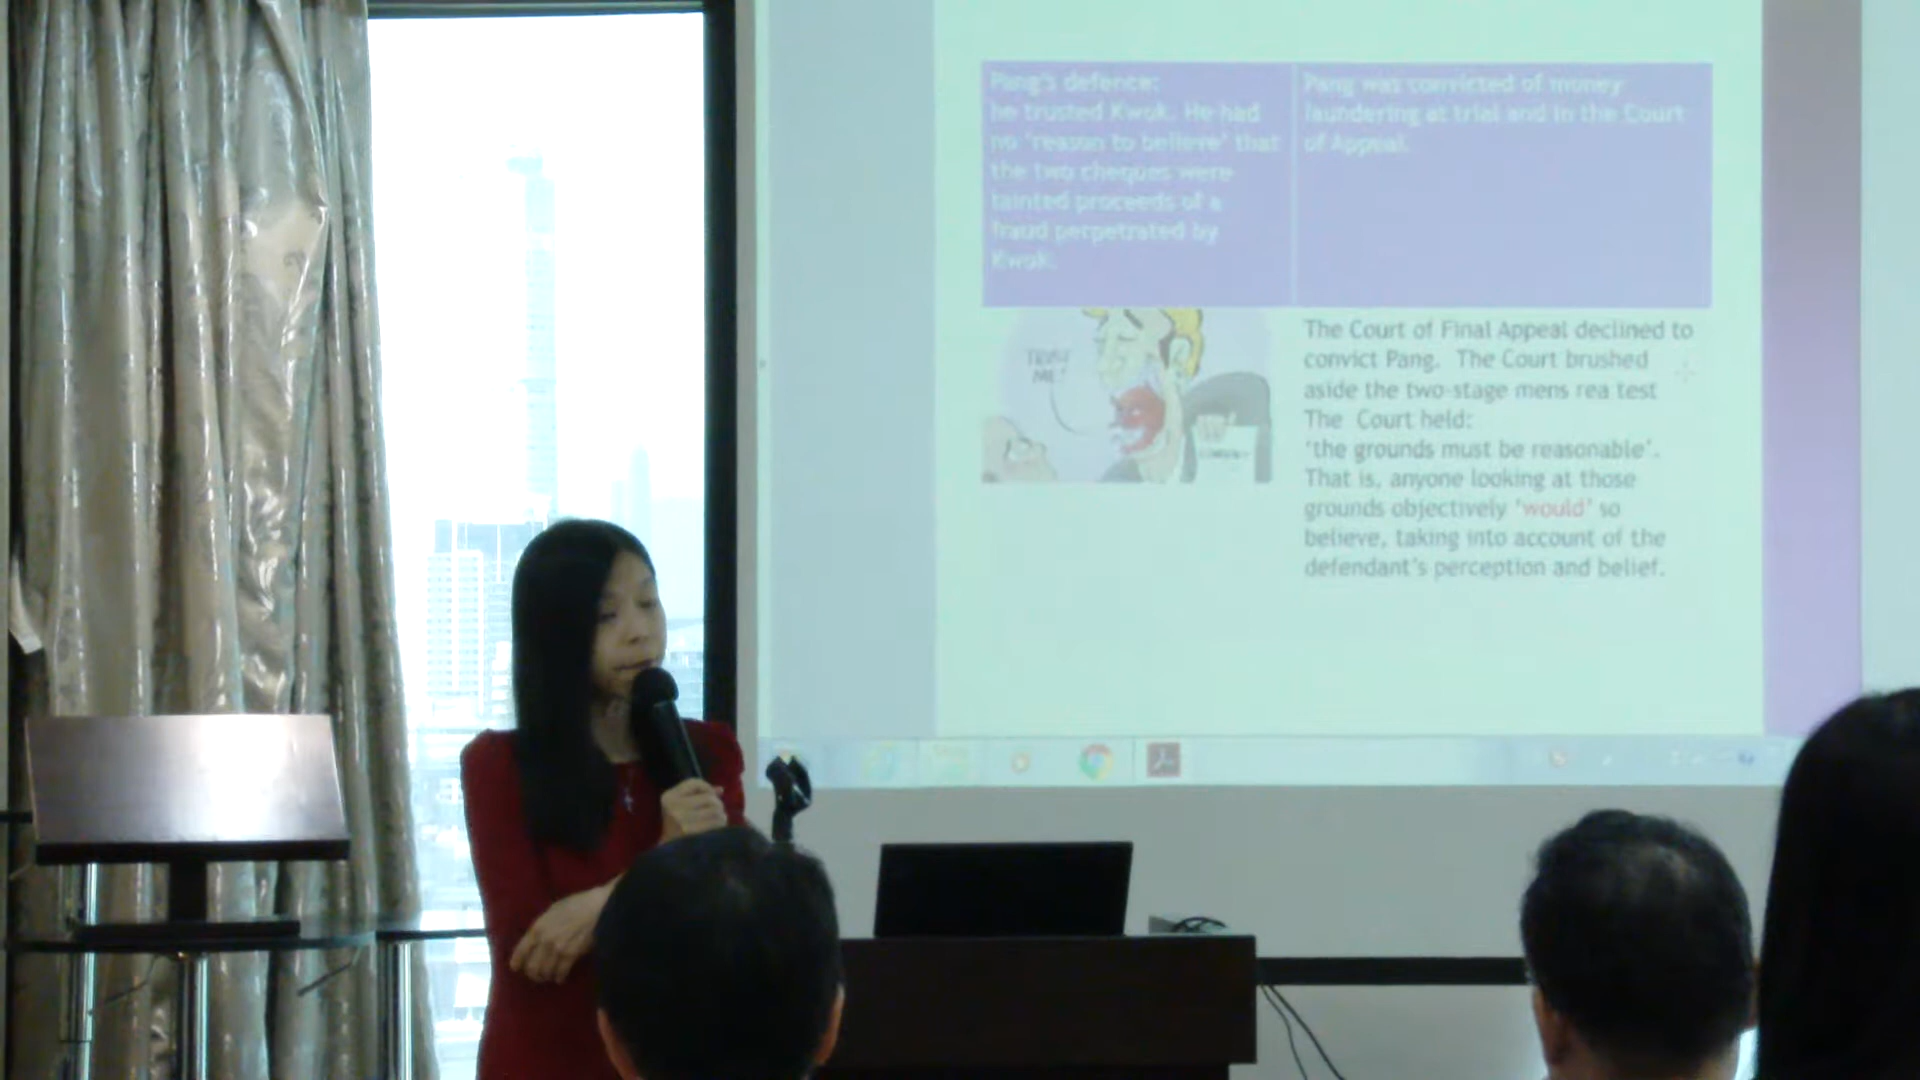 Pang's defence:
he trusted Kwok. He had
no 'reason to believe' that
the two cheques were
tainted proceeds of a
fraud perpetrated by
Kwok.
Pang was convicted of money
laundering at trial and in the Court
of Appeal.
TRUST
ME!
The Court of Final Appeal declined to
convict Pang. The Court brushed
aside the two-stage mens rea test
The Court held:
'the grounds must be reasonable'.
That is, anyone looking at those
grounds objectively 'would' so
believe, taking into account of the
defendant's perception and belief.